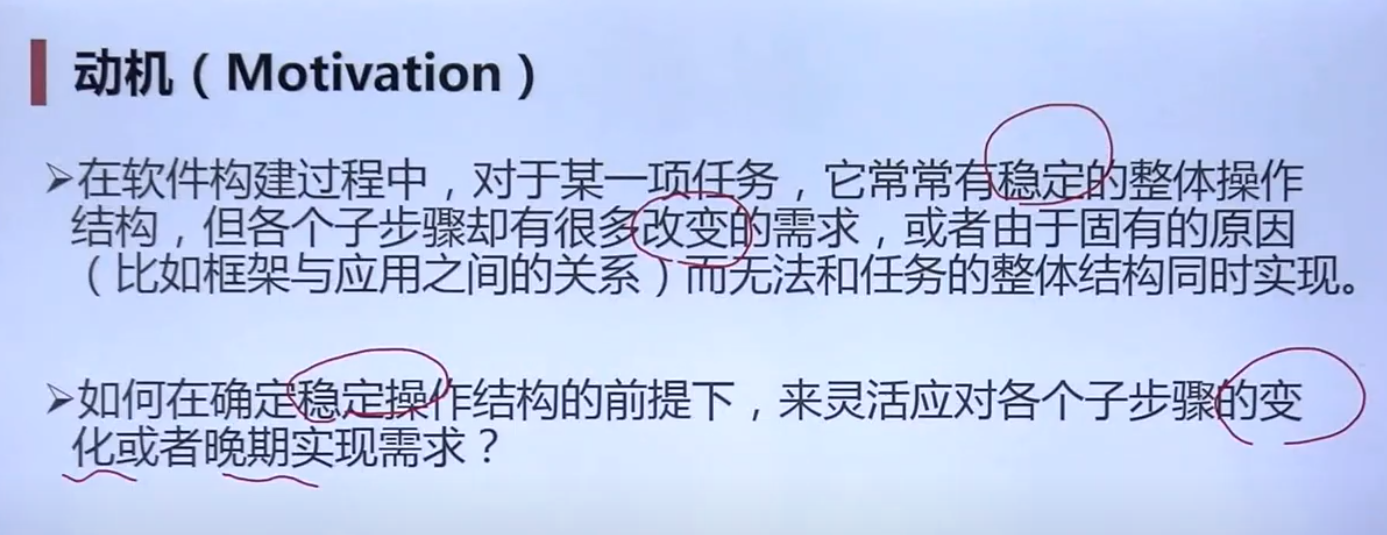 动机（Motivation）
➢在软件构建过程中，对于某一项任务，它常常有稳定的整体操作
结构，但各个子步骤却有很多改变的需求，或者由于固有的原因
（比如框架与应用之间的关系）而无法和任务的整体结构同时实现。
➢如何在确定稳定操作结构的前提下，来灵活应对各个子步骤的变
化或者晚期实现需求？